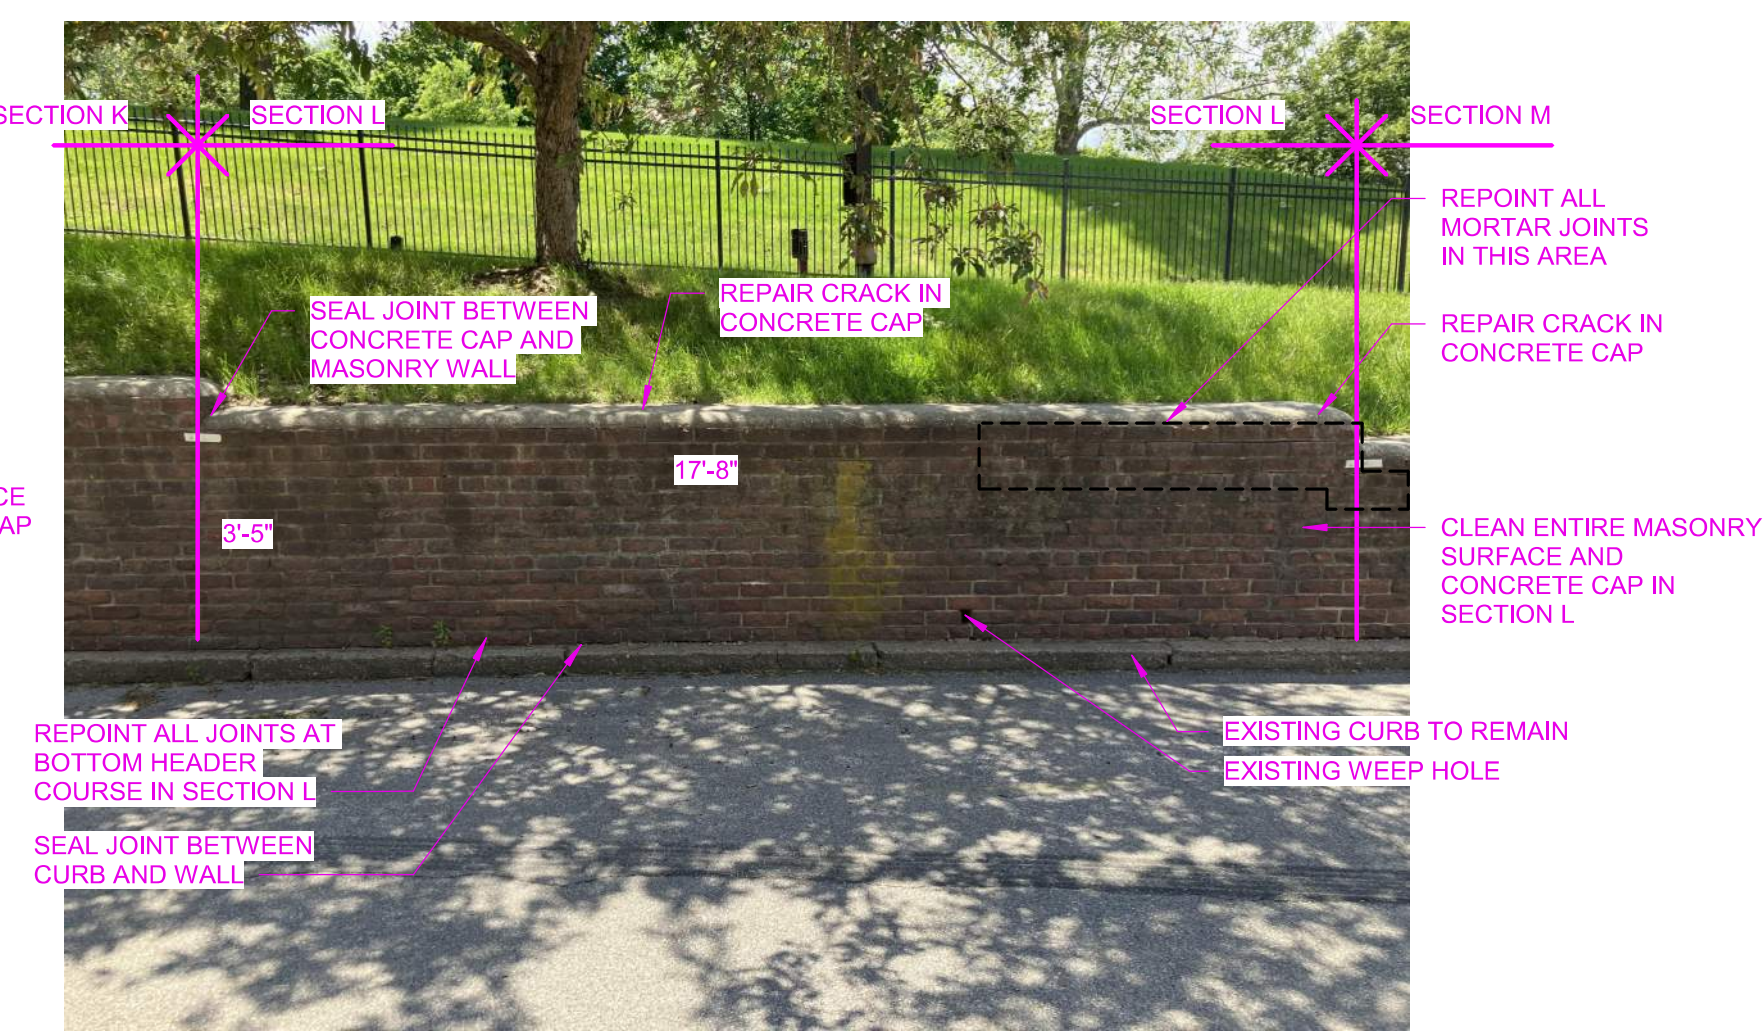 SECTION K
SECTION L
SECTION L
SECTION M
REPOINT ALL
MORTAR JOINTS
IN THIS AREA
SEAL JOINT BETWEEN
CONCRETE CAP AND
MASONRY WALL
REPAIR CRACK IN
CONCRETE CAP
REPAIR CRACK IN
CONCRETE CAP
17'-8"
3'-5"
CLEAN ENTIRE MASONRY
SURFACE AND
CONCRETE CAP IN
SECTION L
REPOINT ALL JOINTS AT
BOTTOM HEADER
COURSE IN SECTION L
EXISTING CURB TO REMAIN
EXISTING WEEP HOLE
SEAL JOINT BETWEEN
CURB AND WALL